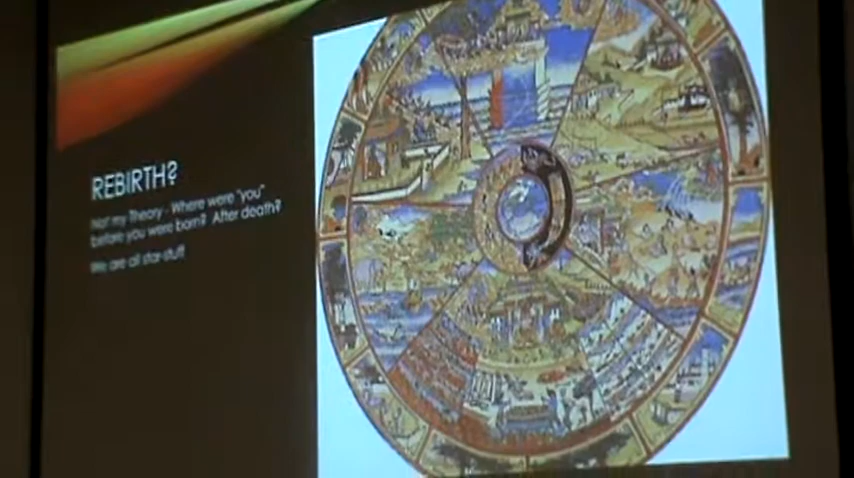 REBIRTH?
Not my Theory - Where were "you"
before you were born? After death?
We are all star-stuff